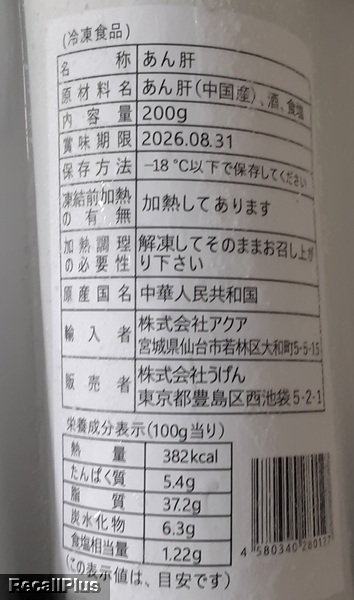 (冷凍食品)
名称 あん肝
原材料名 あん肝(中国産)、酒、食塩
内容量 200g
賞味期限 2026.08.31
保存方法 −18℃以下で保存してください
凍結前加熱の有無 加熱してあります
加熱調理の必要性 解凍してそのままお召し上がり下さい
原産国名 中華人民共和国
輸入者 株式会社アクア
宮城県仙台市若林区大和町5-5-15
販売者 株式会社うげん
東京都豊島区西池袋5-2-1
栄養成分表示(100g当り)
熱量 382kcal
たんぱく質 5.4g
脂質 37.2g
炭水化物 6.3g
食塩相当量 1.22g
(この表示値は、目安です)
4 580340 280177
RecallPlus